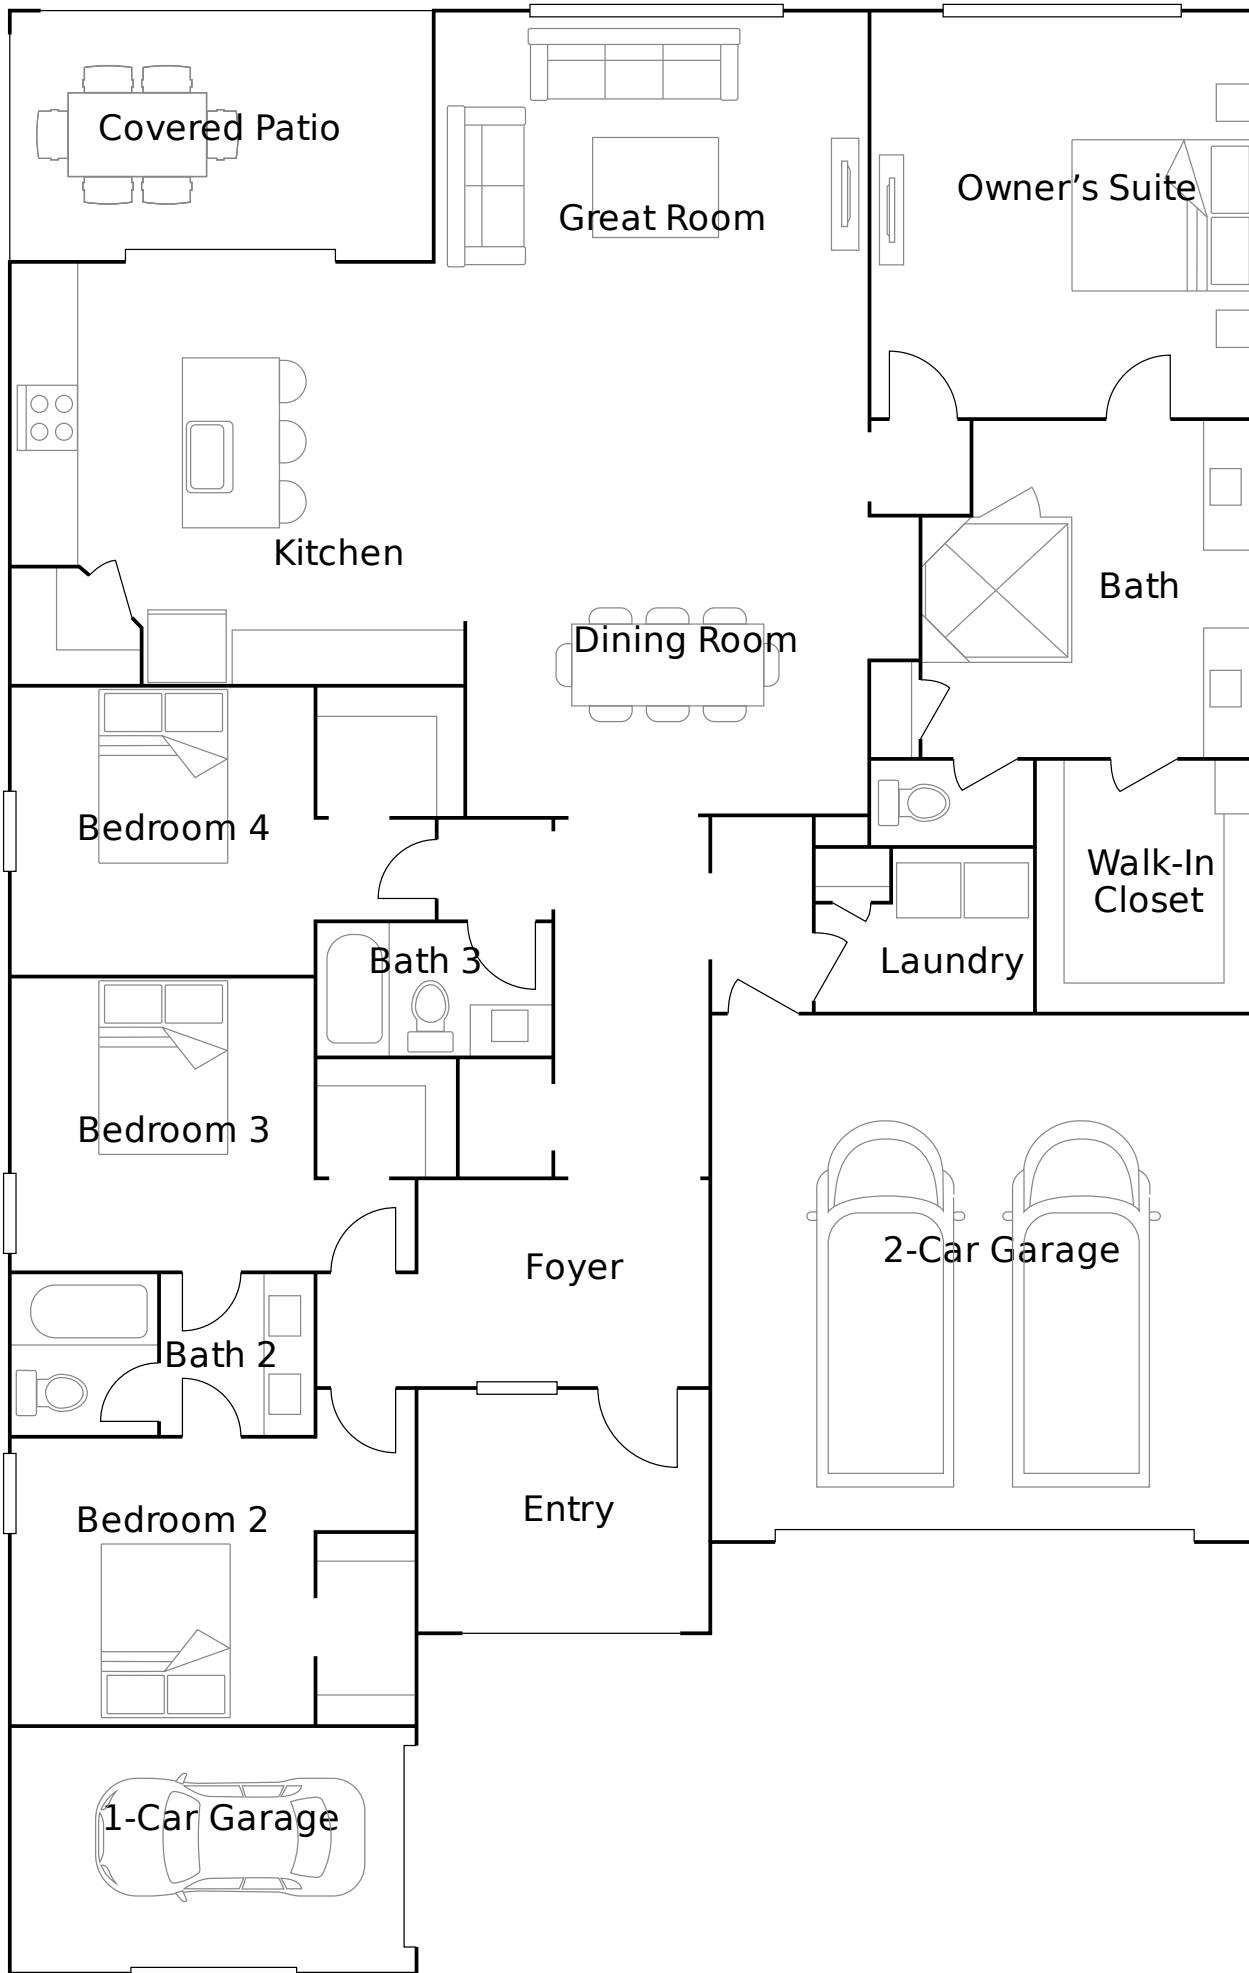 Covered Patio
Great Room
Owner’s Suite
Kitchen
Dining Room
Bath
Bedroom 4
Walk-In
Closet
Bath 3
Laundry
Bedroom 3
Foyer
2-Car Garage
Bath 2
Bedroom 2
Entry
1-Car Garage